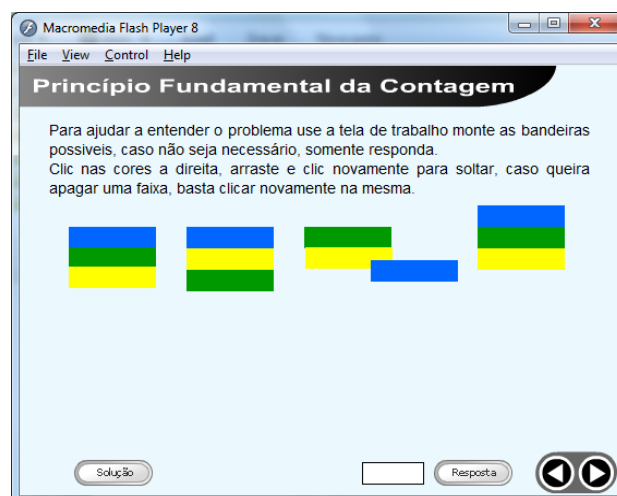 Macromedia Flash Player 8
File View Control Help
Princípio Fundamental da Contagem
Para ajudar a entender o problema use a tela de trabalho monte as bandeiras
possiveis, caso não seja necessário, somente responda.
Clic nas cores a direita, arraste e clic novamente para soltar, caso queira
apagar uma faixa, basta clicar novamente na mesma.
Solução
Resposta